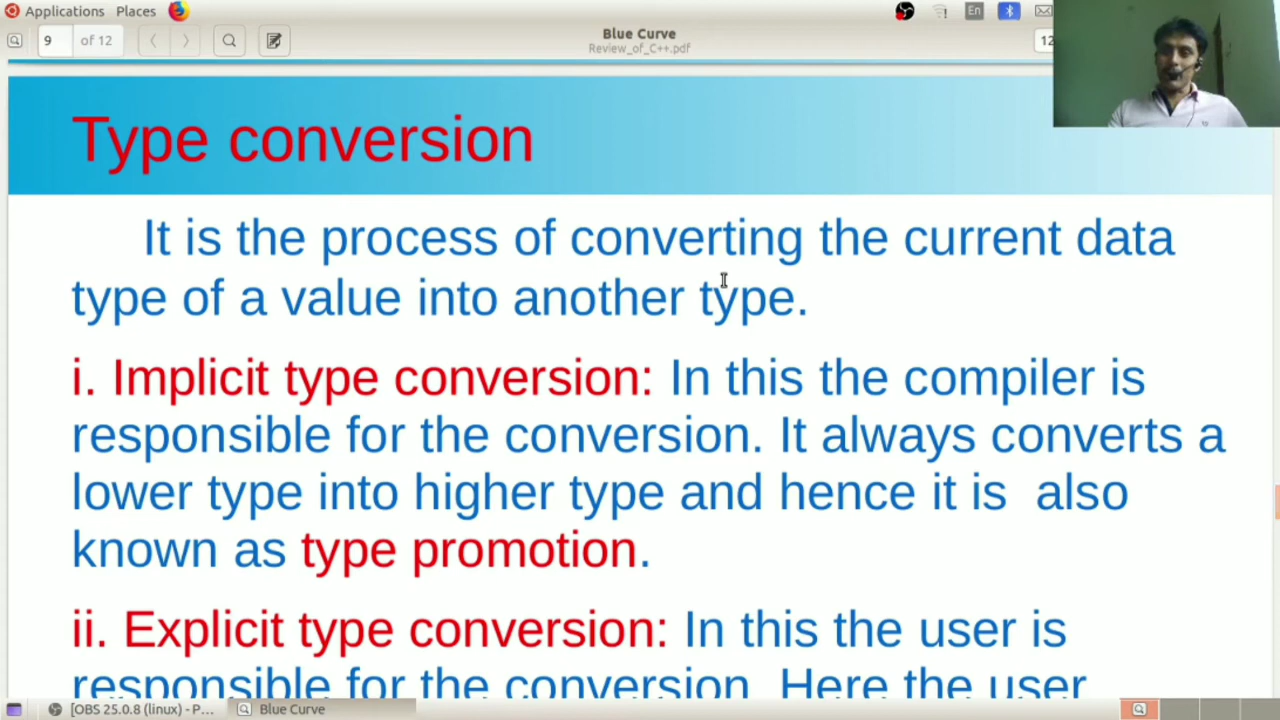 Applications Places
En
9 of 12
Blue Curve
Review_of_C++.pdf
12
Type conversion
It is the process of converting the current data
type of a value into another type.
i. Implicit type conversion: In this the compiler is
responsible for the conversion. It always converts a
lower type into higher type and hence it is also
known as type promotion.
ii. Explicit type conversion: In this the user is
responsible for the conversion. Here the user
[OBS 25.0.8 (linux) - P...
Blue Curve